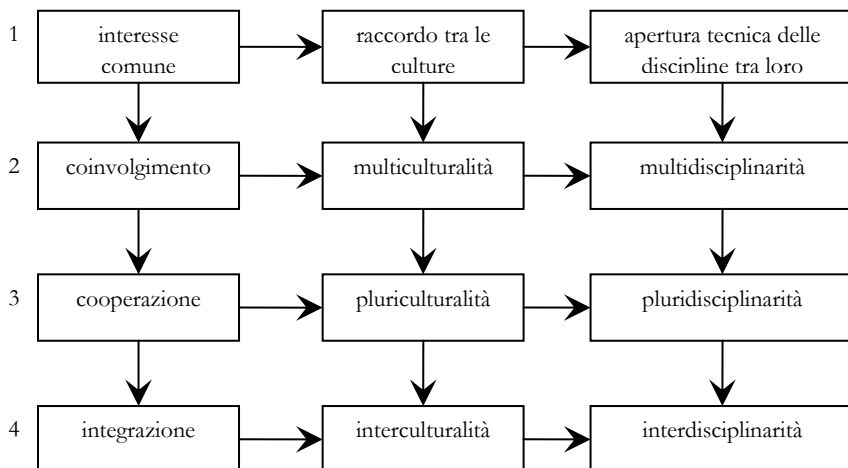 1
interesse
comune
raccordo tra le
culture
apertura tecnica delle
discipline tra loro
2
coinvolgimento
multiculturalità
multidisciplinarità
3
cooperazione
pluriculturalità
pluridisciplinarità
4
integrazione
interculturalità
interdisciplinarità